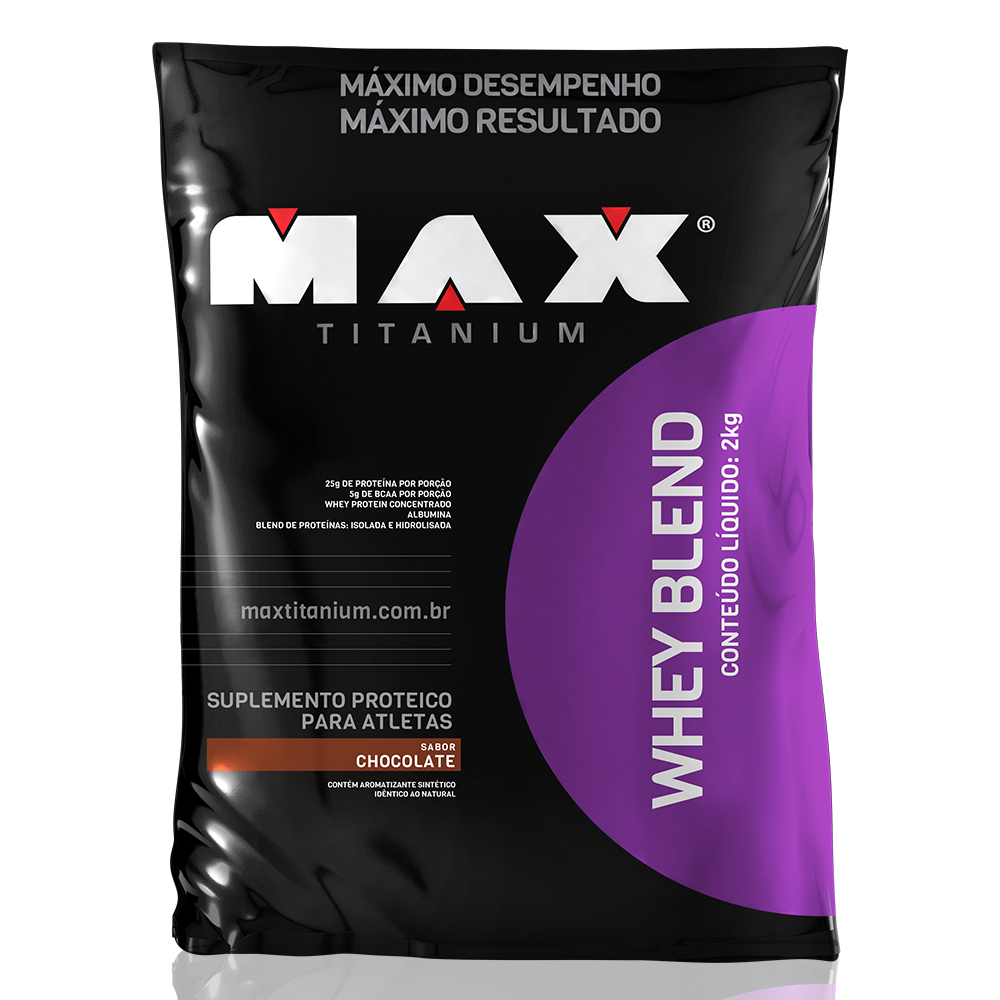 MÁXIMO DESEMPENHO
MÁXIMO RESULTADO
MAX®
TITANIUM
25g DE PROTEÍNA POR PORÇÃO
5g DE BCAA POR PORÇÃO
WHEY PROTEIN CONCENTRADO
ALBUMINA
BLEND DE PROTEÍNAS: ISOLADA E HIDROLISADA
maxtitanium.com.br
SUPLEMENTO PROTEICO
PARA ATLETAS
SABOR
CHOCOLATE
CONTÉM AROMATIZANTE SINTÉTICO
IDÊNTICO AO NATURAL
WHEY BLEND
CONTEÚDO LÍQUIDO: 2kg